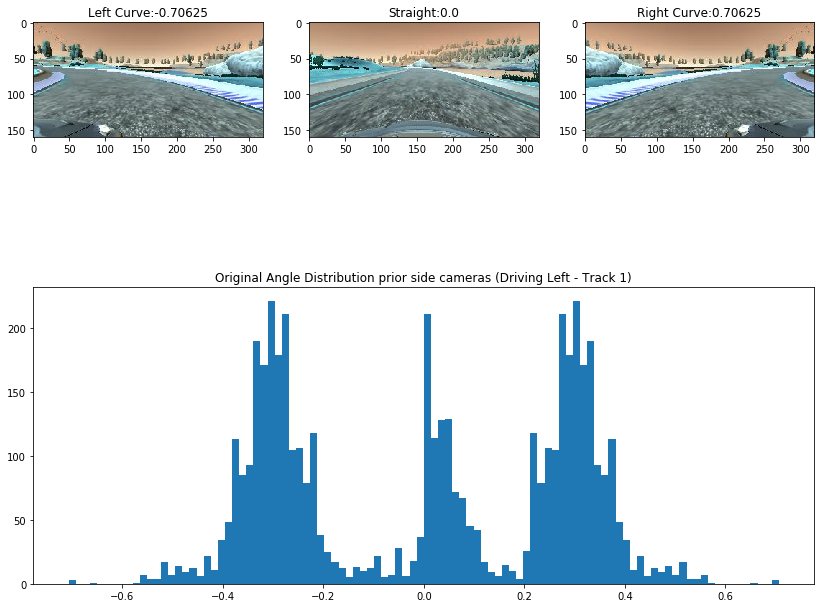 Left Curve:-0.70625
Straight:0.0
Right Curve:0.70625
0
50
100
150
0 50 100 150 200 250 300
0
50
100
150
0 50 100 150 200 250 300
0
50
100
150
0 50 100 150 200 250 300
Original Angle Distribution prior side cameras (Driving Left - Track 1)
200
150
100
50
0
−0.6 −0.4 −0.2 0.0 0.2 0.4 0.6